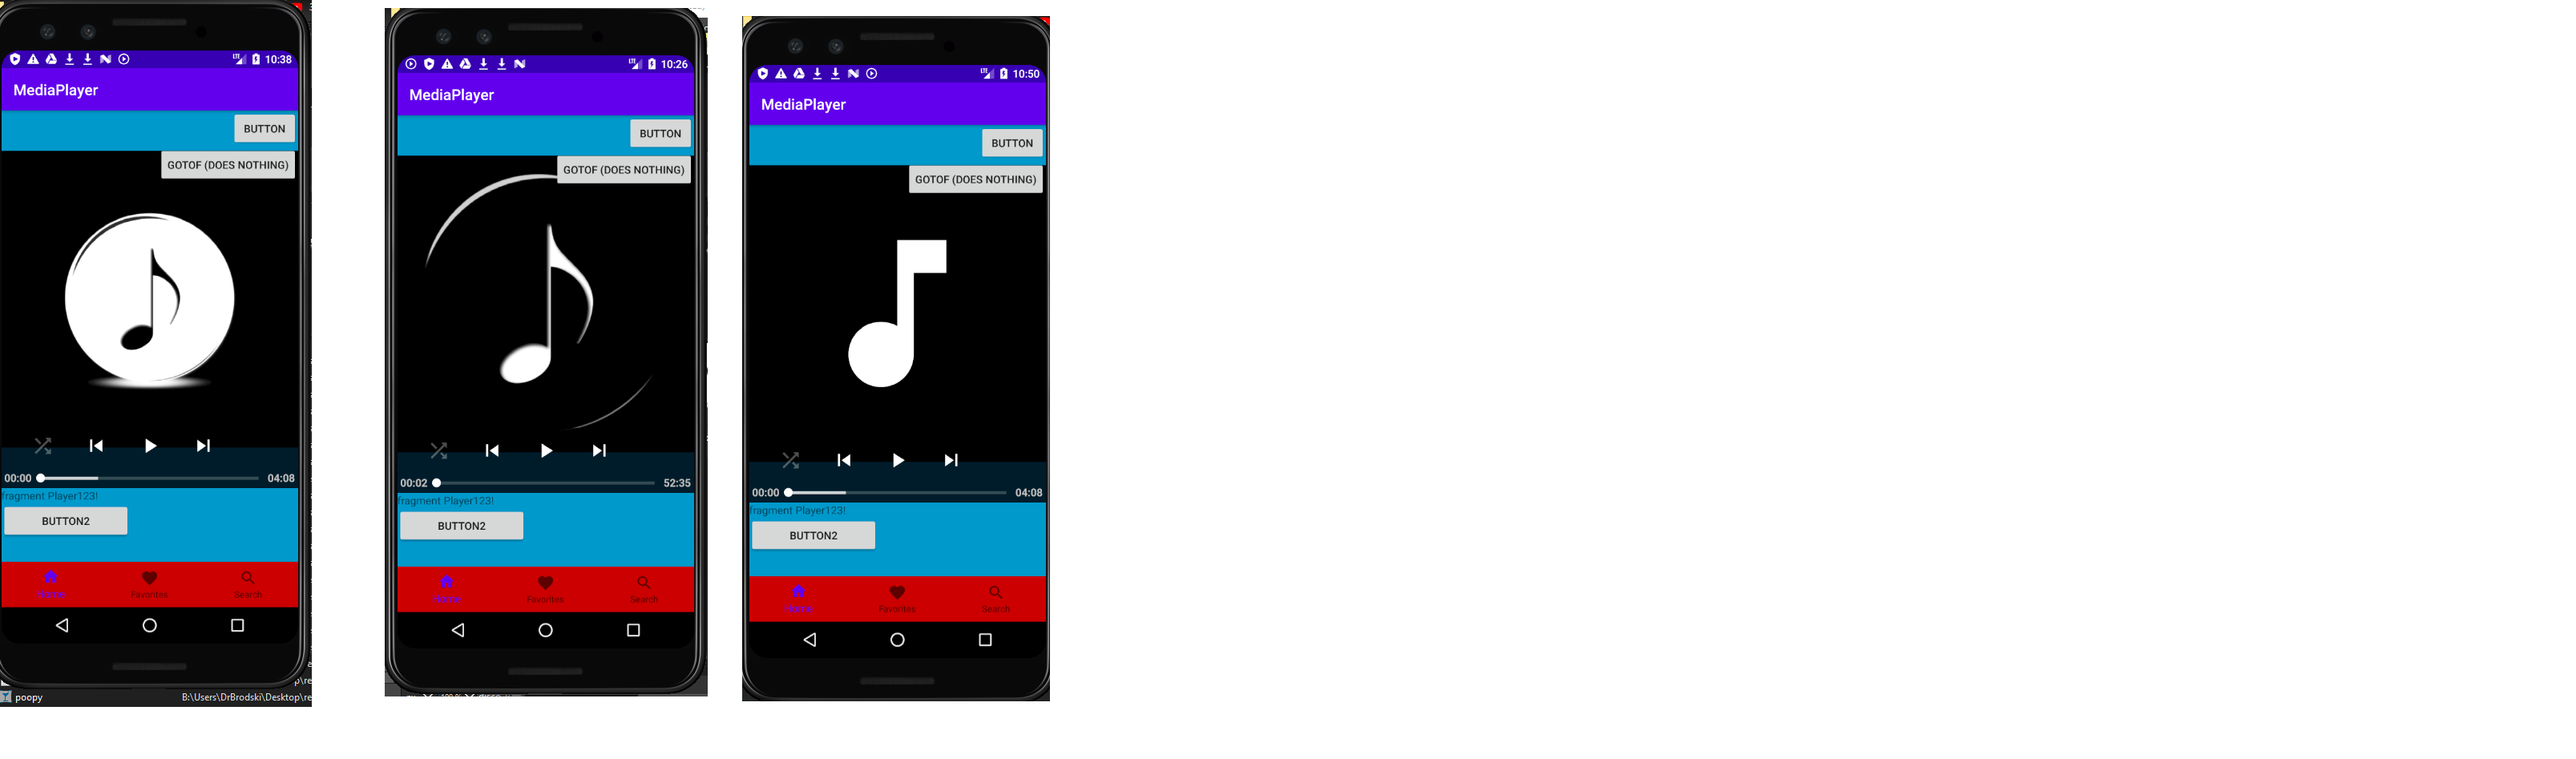 10:38
MediaPlayer
BUTTON
GOTOF (DOES NOTHING)
00:00 04:08
fragment Player123!
BUTTON2
Home Favorites Search
poopy B:\Users\DrBrodski\Desktop\re
LTE 10:26
MediaPlayer
BUTTON
GOTOF (DOES NOTHING)
00:02 52:35
fragment Player123!
BUTTON2
Home Favorites Search
LTE 10:50
MediaPlayer
BUTTON
GOTOF (DOES NOTHING)
00:00 04:08
fragment Player123!
BUTTON2
Home Favorites Search